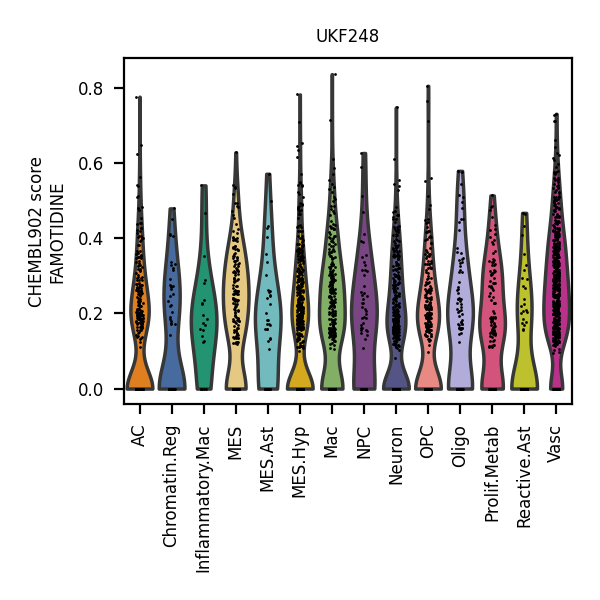 UKF248
CHEMBL902 score
FAMOTIDINE
0.8
0.6
0.4
0.2
0.0
AC
Chromatin.Reg
Inflammatory.Mac
MES
MES.Ast
MES.Hyp
Mac
NPC
Neuron
OPC
Oligo
Prolif.Metab
Reactive.Ast
Vasc